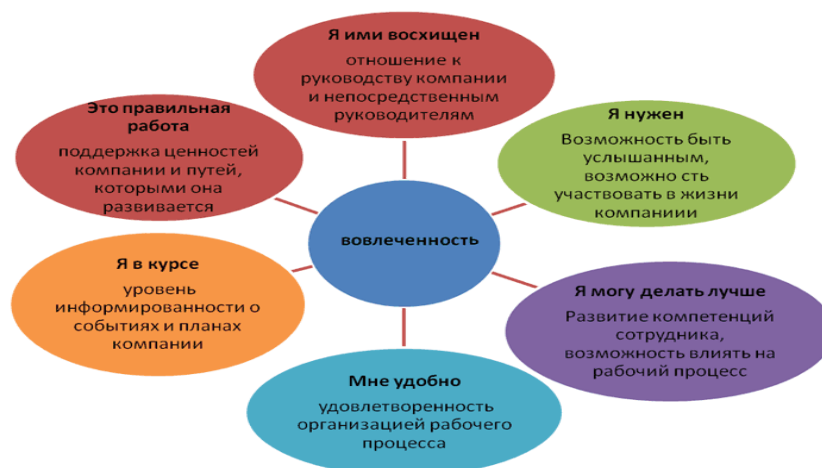 Я ими восхищен
отношение к
руководству компании
и непосредственным
руководителям
Это правильная
работа
поддержка ценностей
компании и путей,
которыми она
развивается
Я нужен
Возможность быть
услышанным,
возможно сть
участвовать в жизни
компаниии
вовлеченность
Я в курсе
уровень
информированности о
событиях и планах
компании
Я могу делать лучше
Развитие компетенций
сотрудника,
возможность влиять на
рабочий процесс
Мне удобно
удовлетворенность
организацией рабочего
процесса